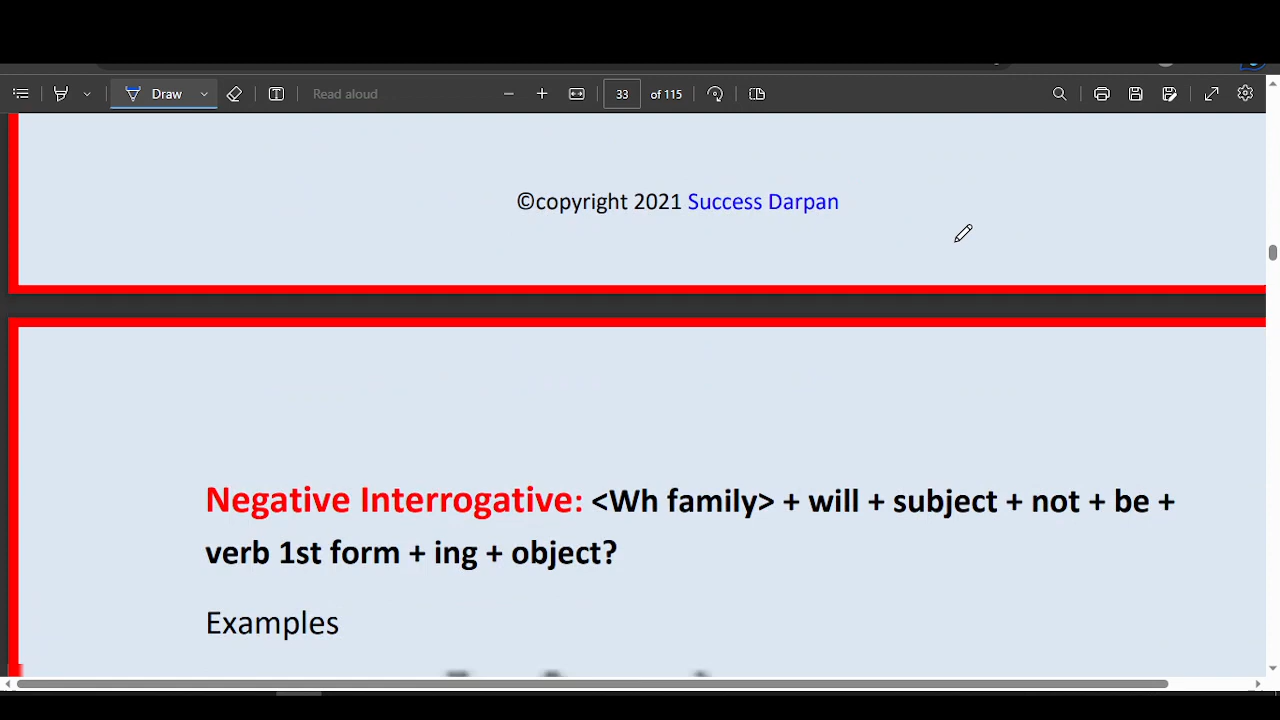 Draw
Read aloud
33
of 115
©copyright 2021 Success Darpan
Negative Interrogative: <Wh family> + will + subject + not + be +
verb 1st form + ing + object?
Examples